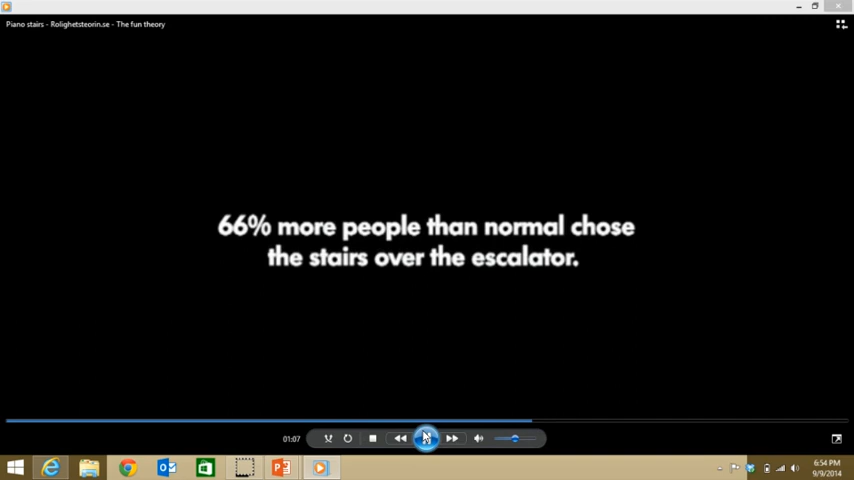 Piano stairs - Rolighetsteorin.se - The fun theory
66% more people than normal chose
the stairs over the escalator.
01:07
6:54 PM
9/9/2014